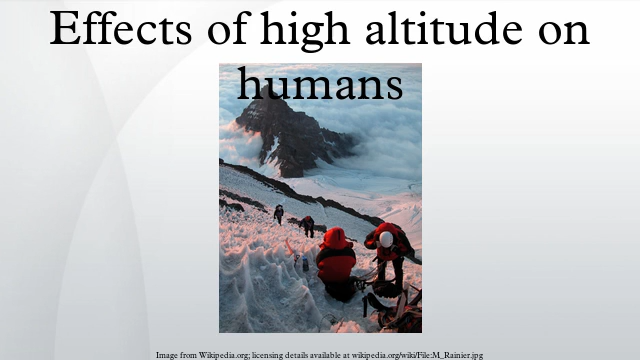 Effects of high altitude on
humans
Image from Wikipedia.org; licensing details available at wikipedia.org/wiki/File:M_Rainier.jpg